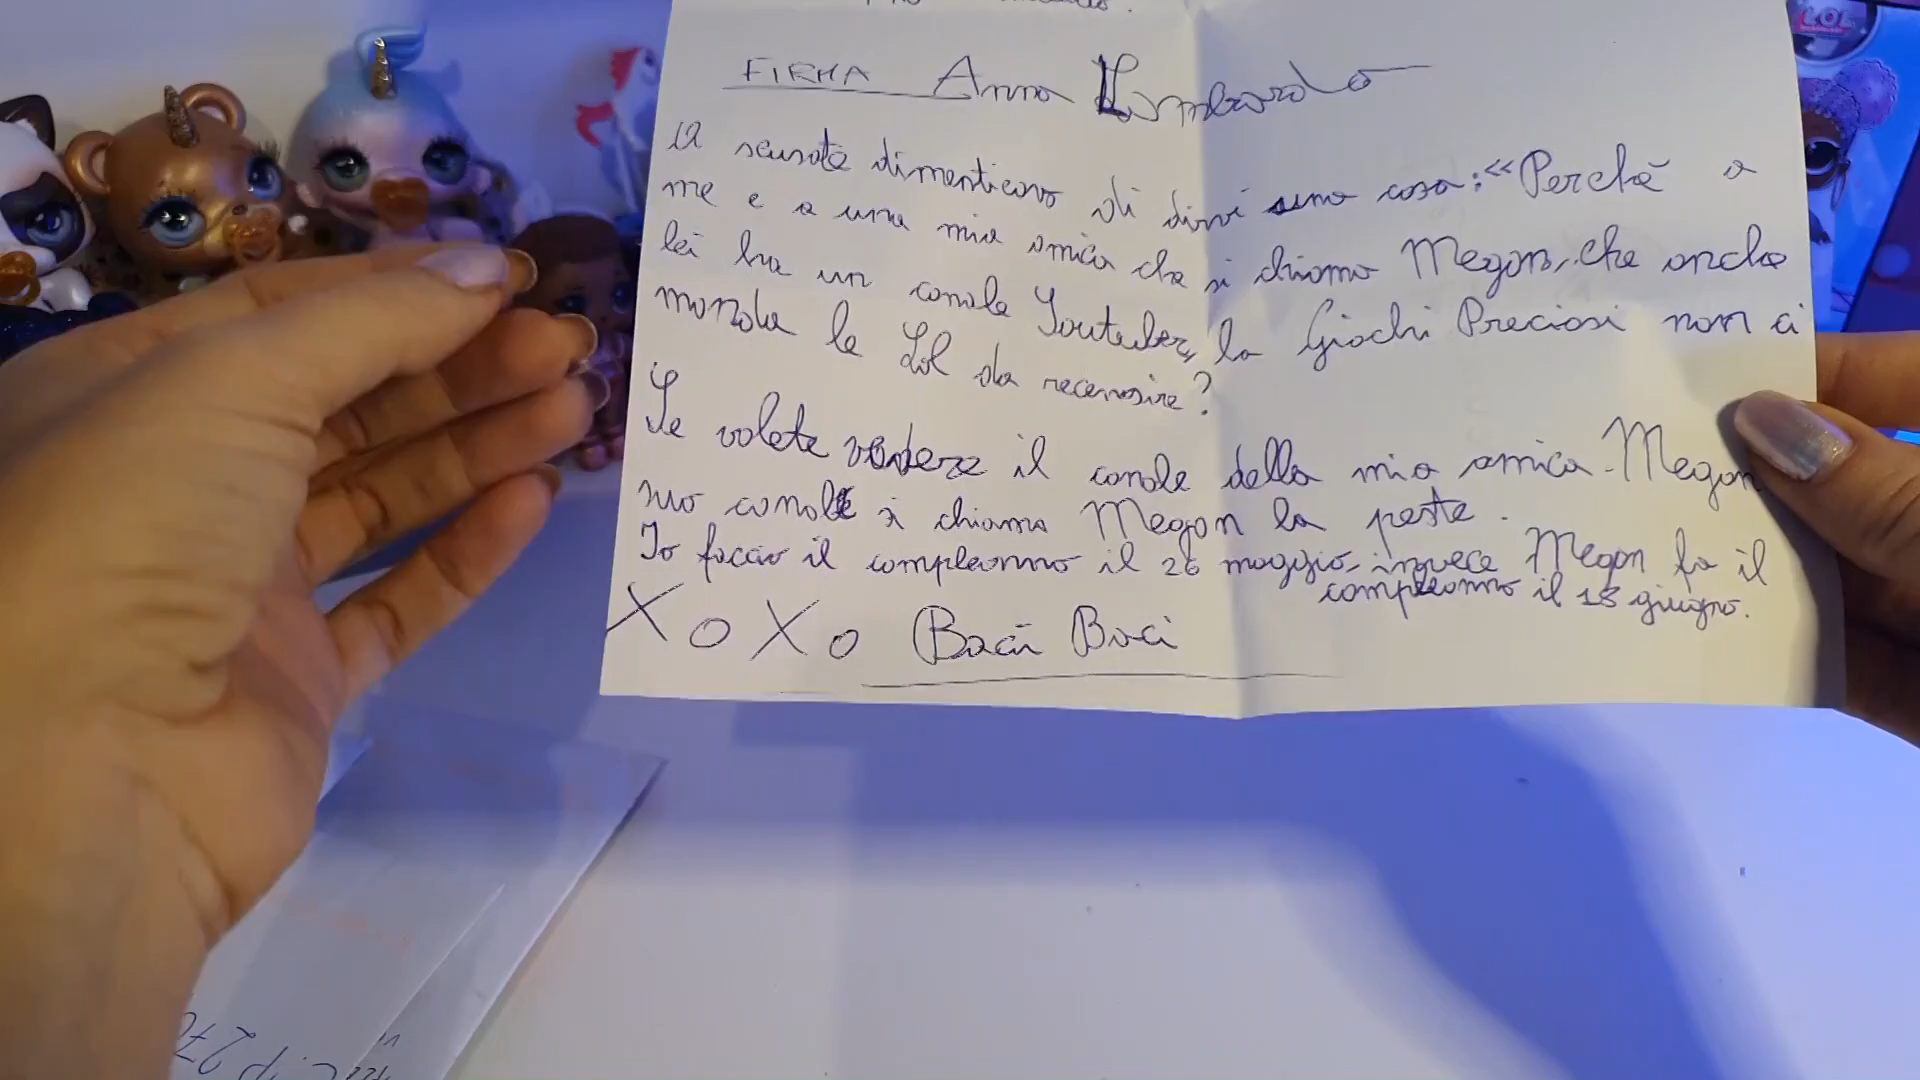 FIRMA Anna Lombardo
A scusate dimenticavo di dirvi una cosa: «Perchè a
me e a una mia amica che si chiama Megan, che anche
lei ha un canale Youtuber, la Giochi Preziosi non ci
manda le Lol da recensire?
Se volete vedere il canale della mia amica Megan
suo canale si chiama Megan la peste.
Io faccio il compleanno il 26 maggio, invece Megan fa il
compleanno il 18 giugno.
XoXo Baci Baci
L.O.L